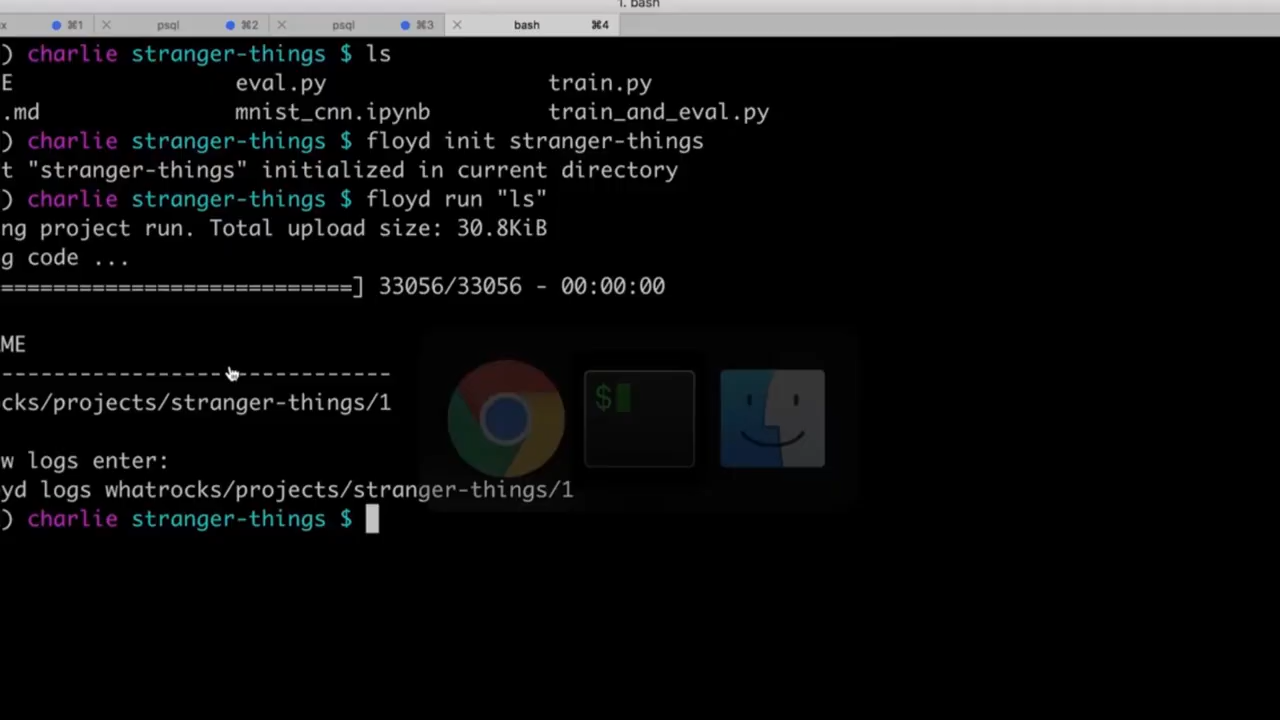 1. bash
ix ⌘1 psql ⌘2 psql ⌘3 bash ⌘4
) charlie stranger-things $ ls
E eval.py train.py
.md mnist_cnn.ipynb train_and_eval.py
) charlie stranger-things $ floyd init stranger-things
t "stranger-things" initialized in current directory
) charlie stranger-things $ floyd run "ls"
ng project run. Total upload size: 30.8KiB
g code ...
===========================] 33056/33056 - 00:00:00
ME
------------------------------
cks/projects/stranger-things/1
w logs enter:
yd logs whatrocks/projects/stranger-things/1
) charlie stranger-things $
$